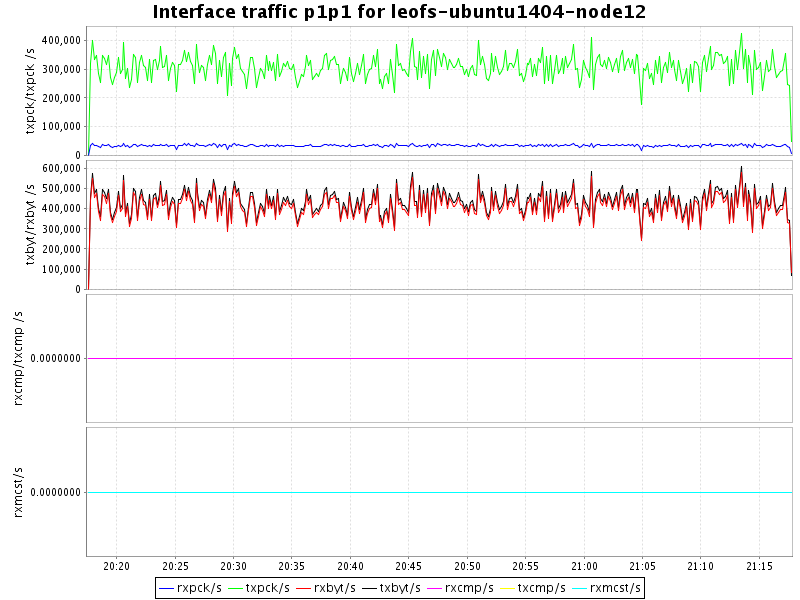 Interface traffic p1p1 for leofs-ubuntu1404-node12
txpck/txpck /s
400,000
300,000
200,000
100,000
0
txbyt/rxbyt /s
600,000
500,000
400,000
300,000
200,000
100,000
0
rxcmp/txcmp /s
0.0000000
rxmcst/s
0.0000000
20:20 20:25 20:30 20:35 20:40 20:45 20:50 20:55 21:00 21:05 21:10 21:15
rxpck/s txpck/s rxbyt/s txbyt/s rxcmp/s txcmp/s rxmcst/s